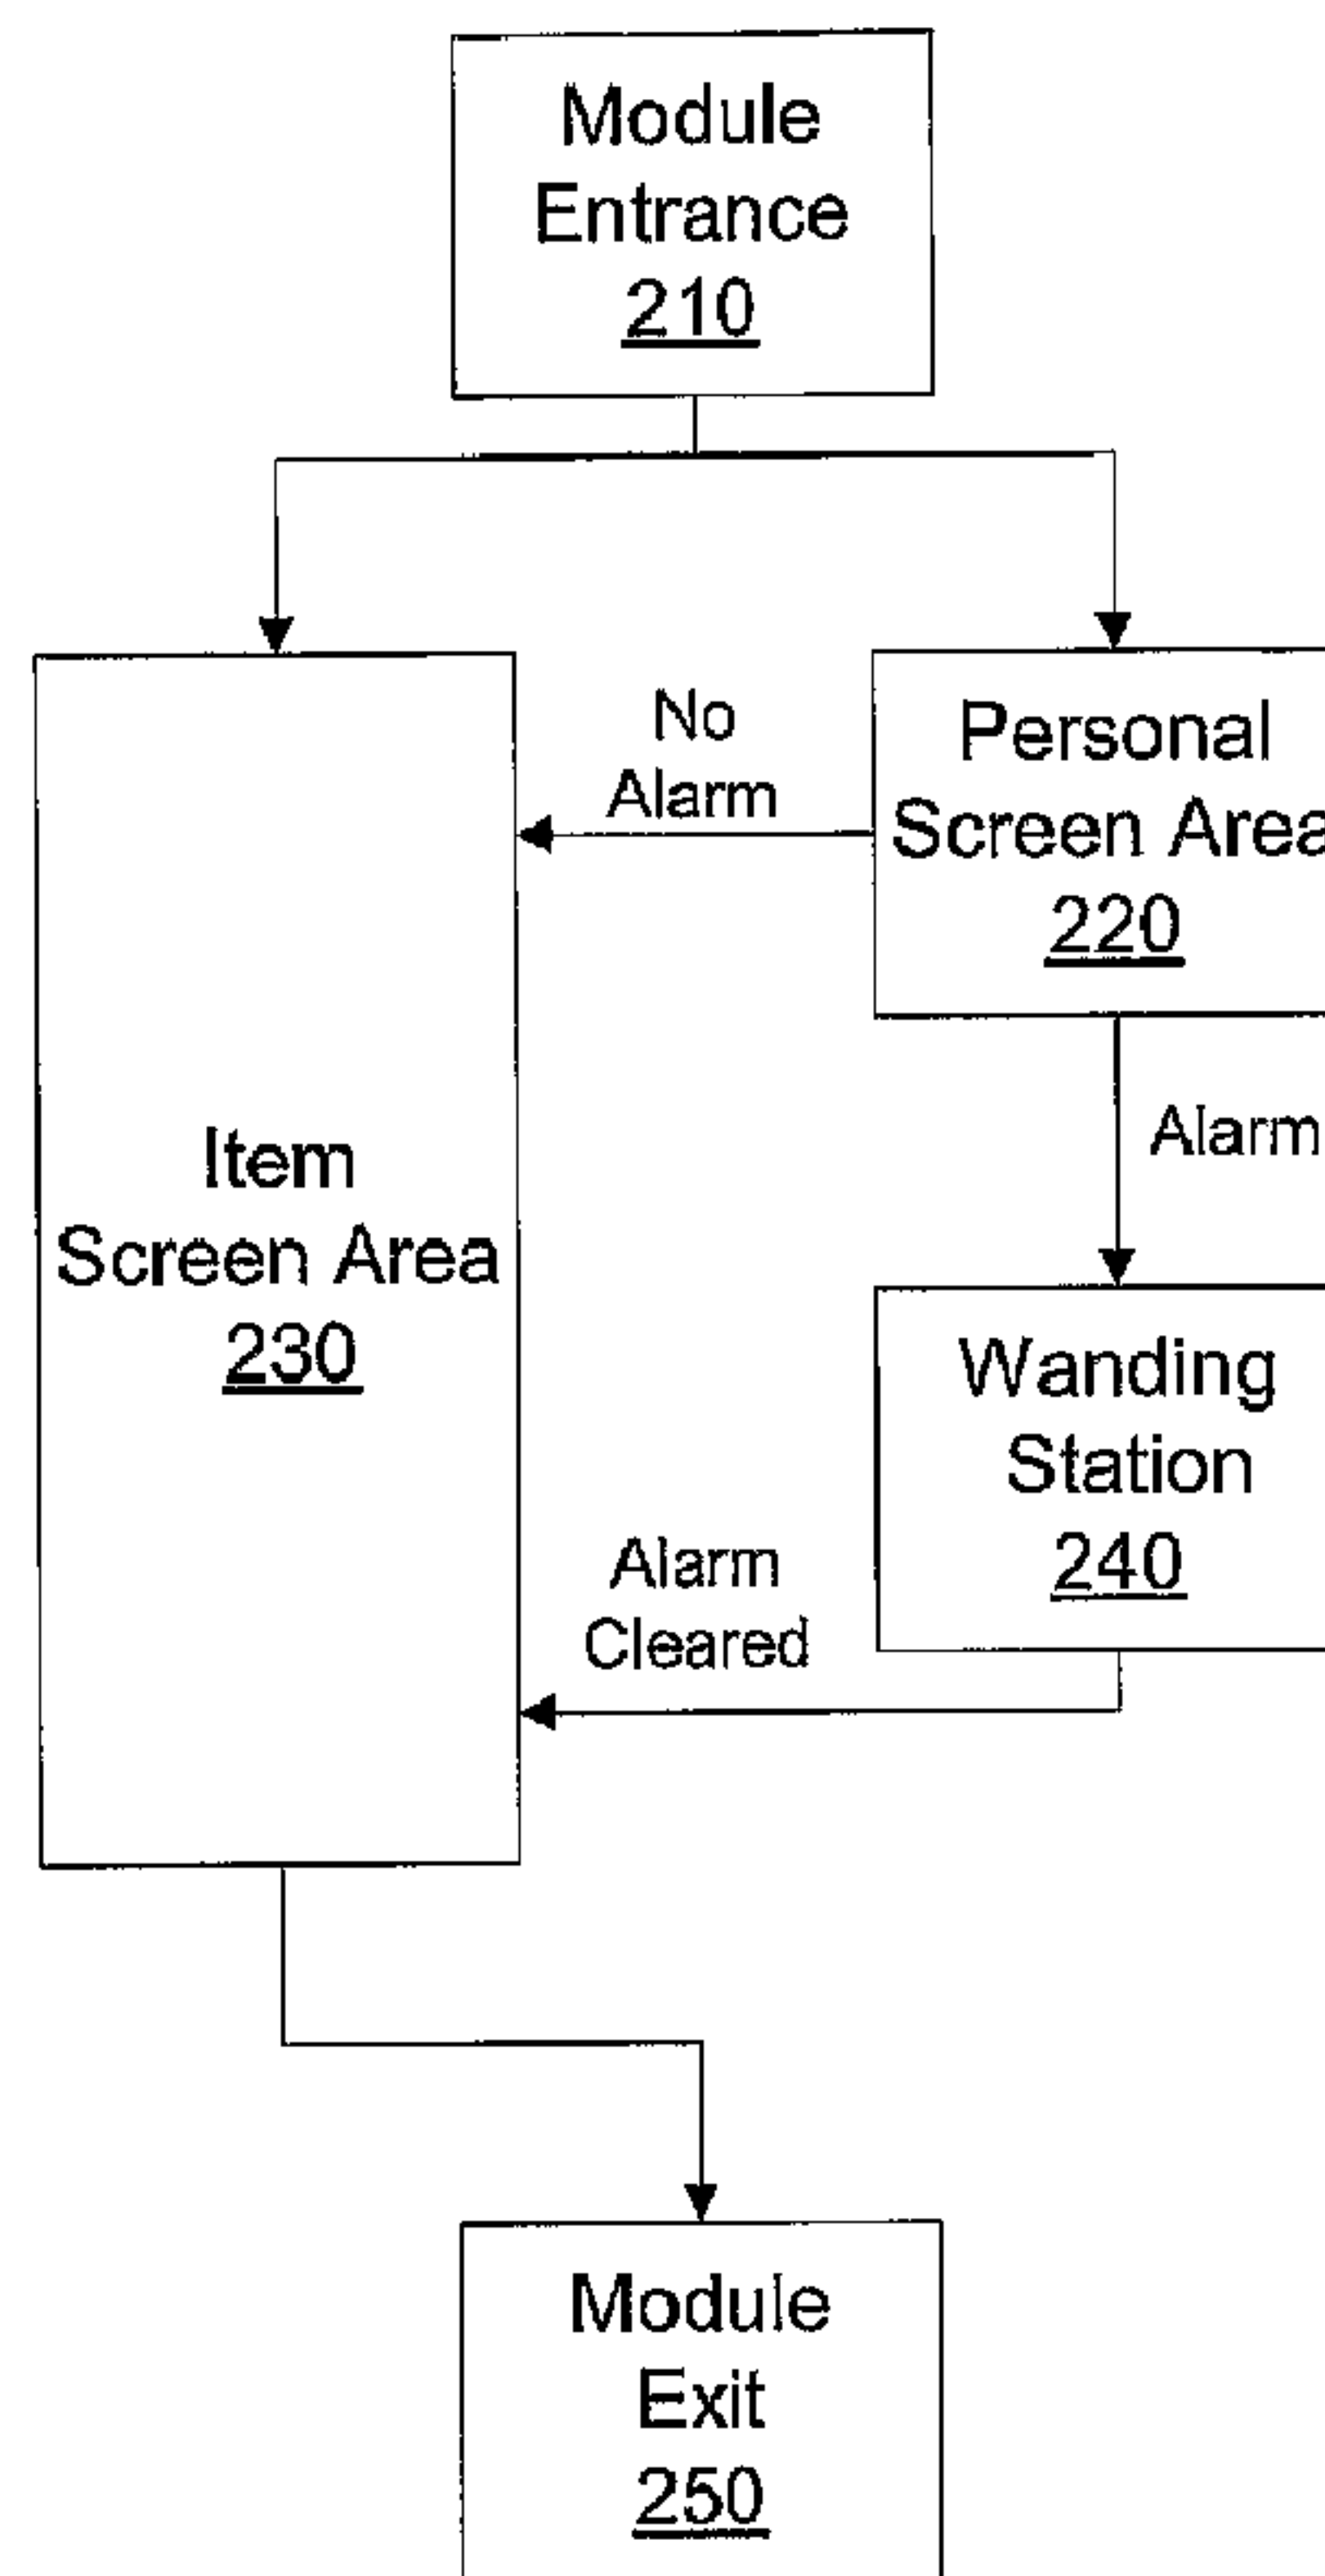 Module
Entrance
210
No
Alarm
Personal
Screen Area
220
Alarm
Item
Screen Area
230
Wanding
Station
240
Alarm
Cleared
Module
Exit
250